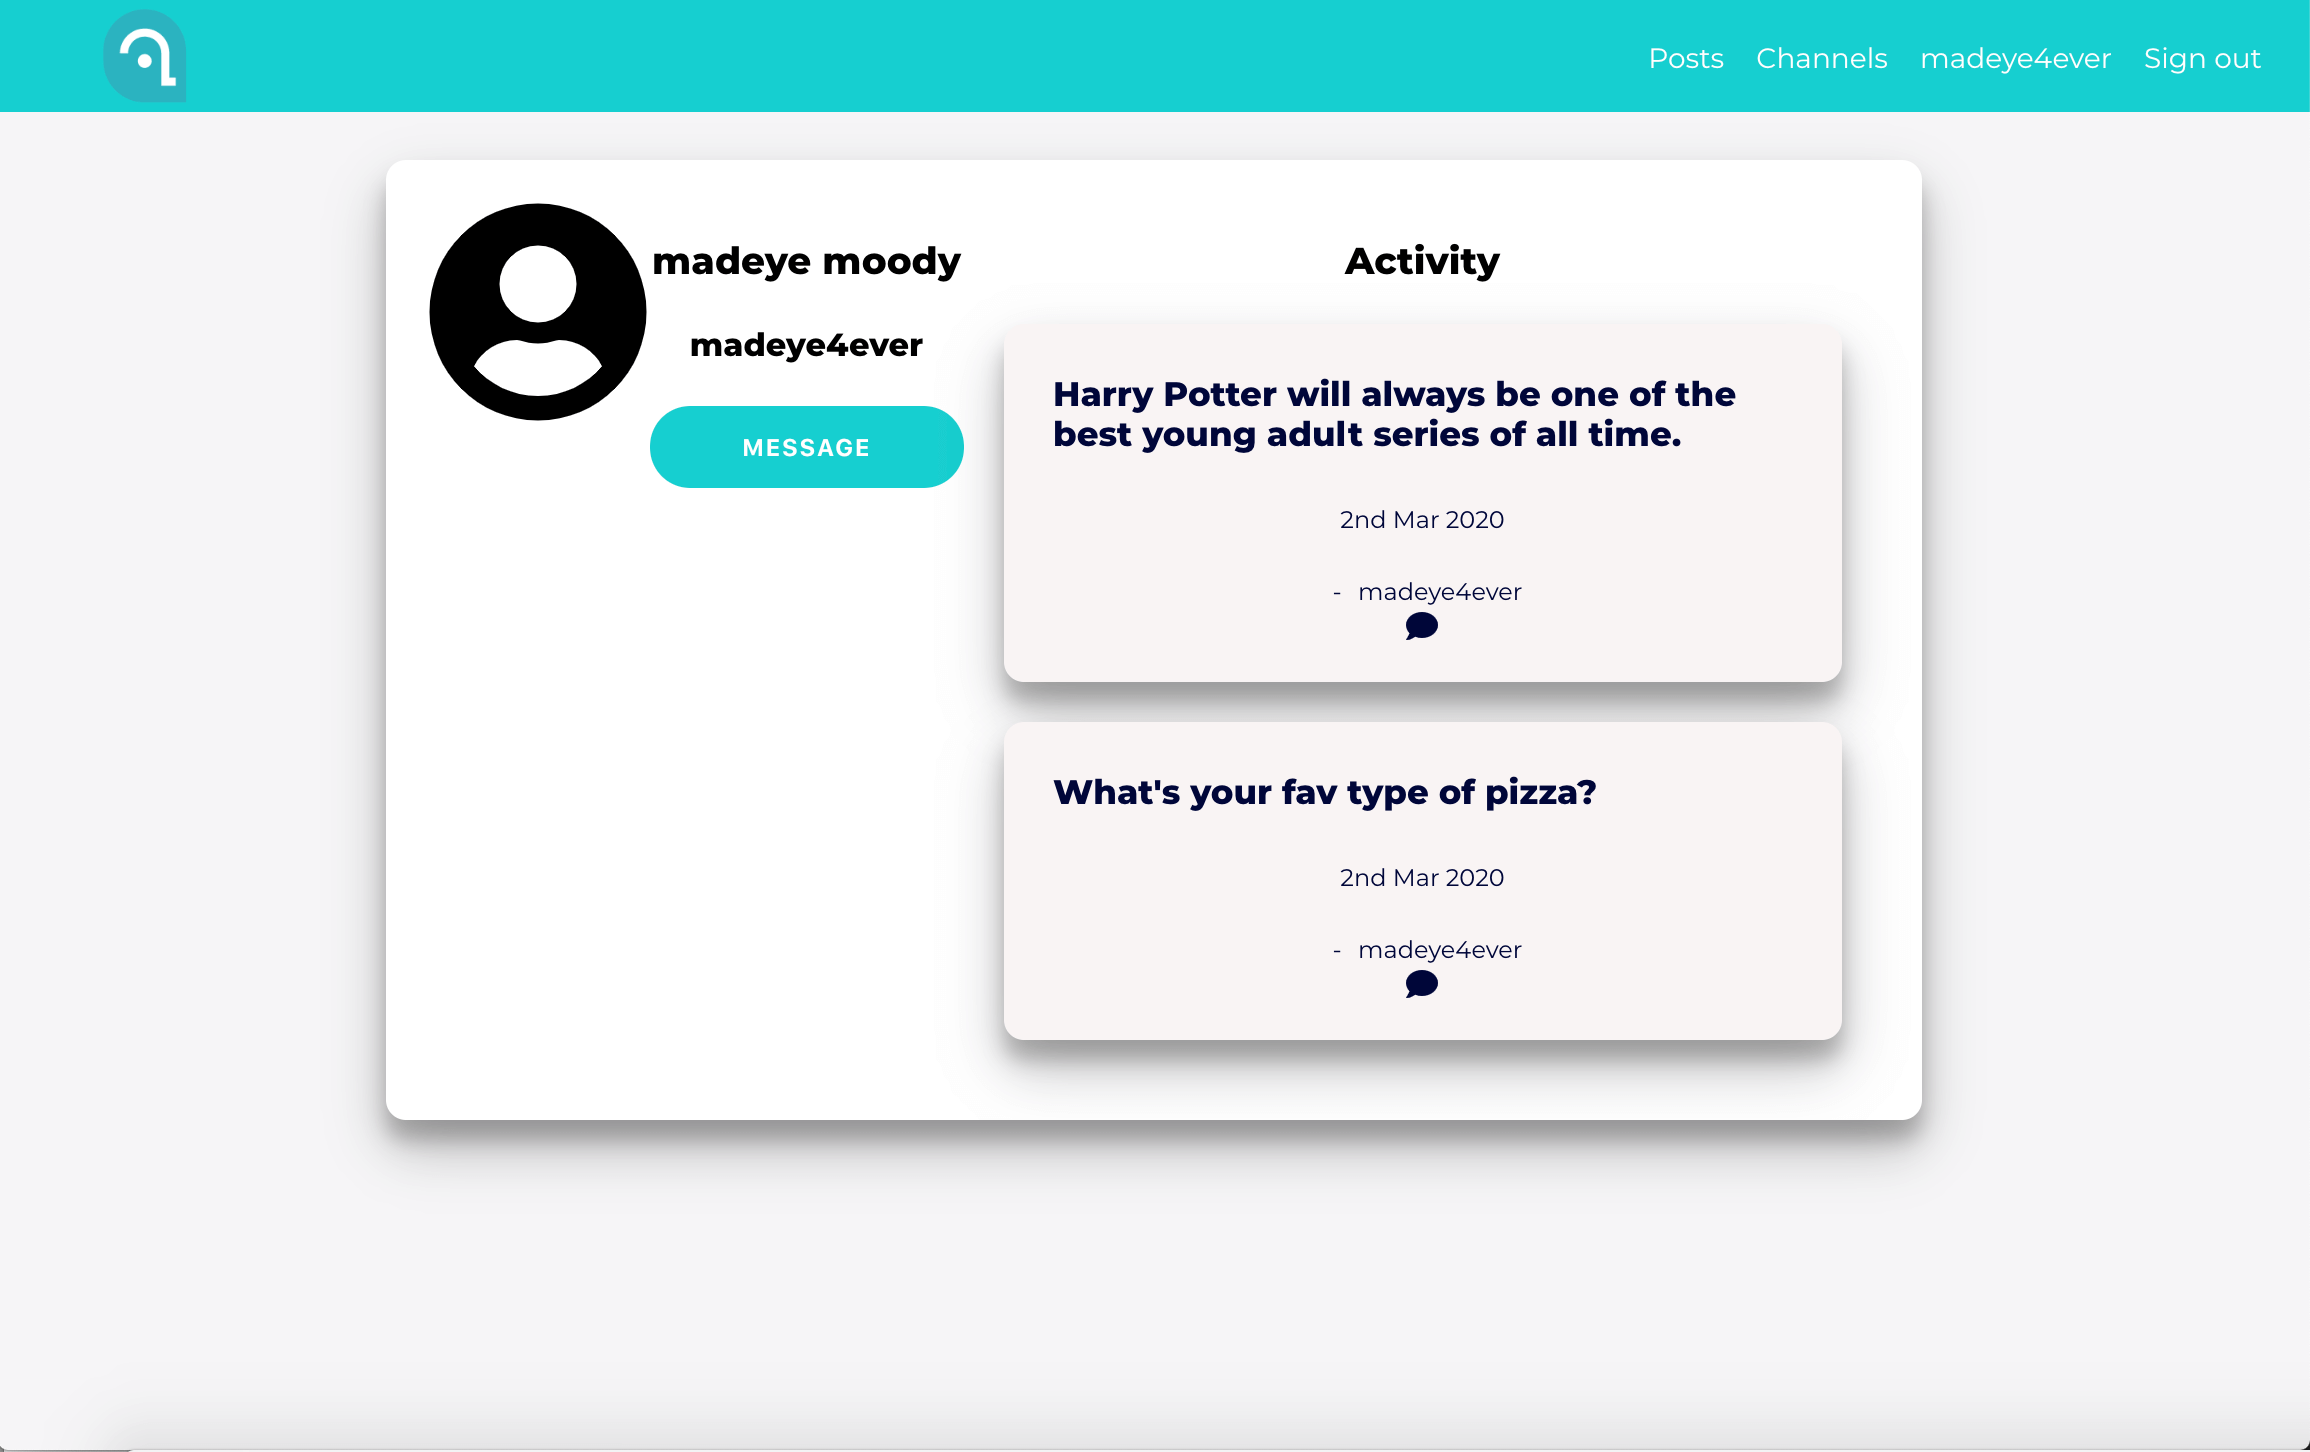 Posts Channels madeye4ever Sign out
madeye moody
madeye4ever
MESSAGE
Activity
Harry Potter will always be one of the
best young adult series of all time.
2nd Mar 2020
- madeye4ever
What's your fav type of pizza?
2nd Mar 2020
- madeye4ever